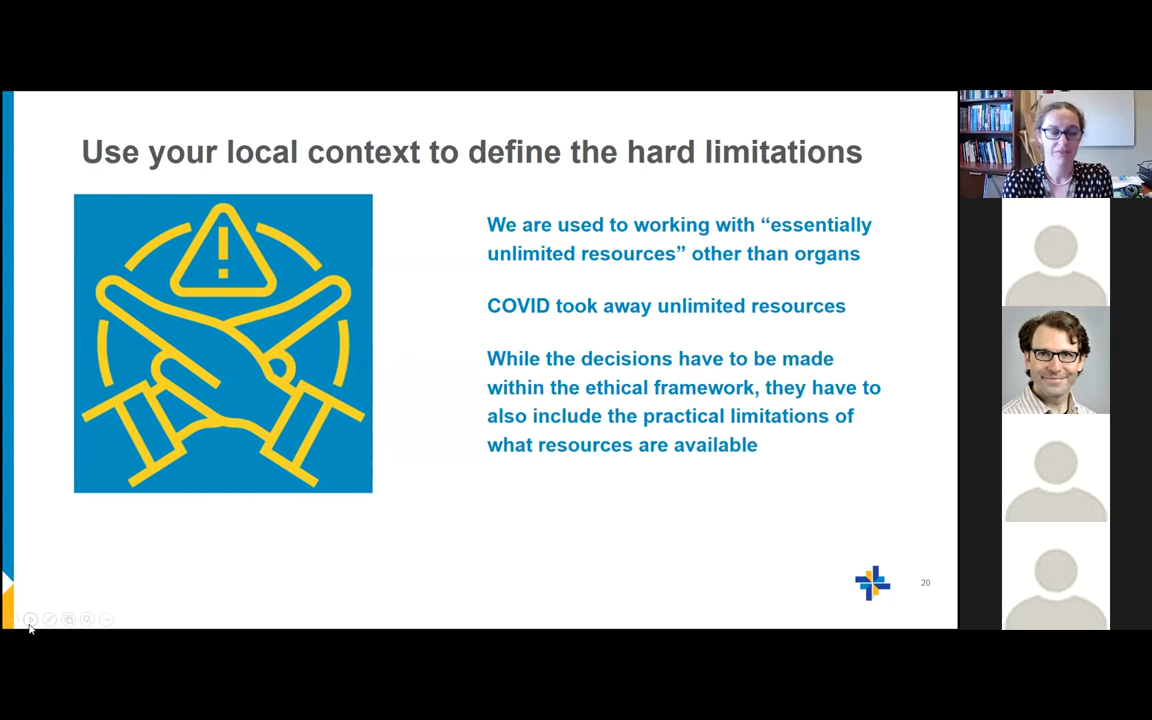 Use your local context to define the hard limitations
We are used to working with “essentially
unlimited resources” other than organs
COVID took away unlimited resources
While the decisions have to be made
within the ethical framework, they have to
also include the practical limitations of
what resources are available
20